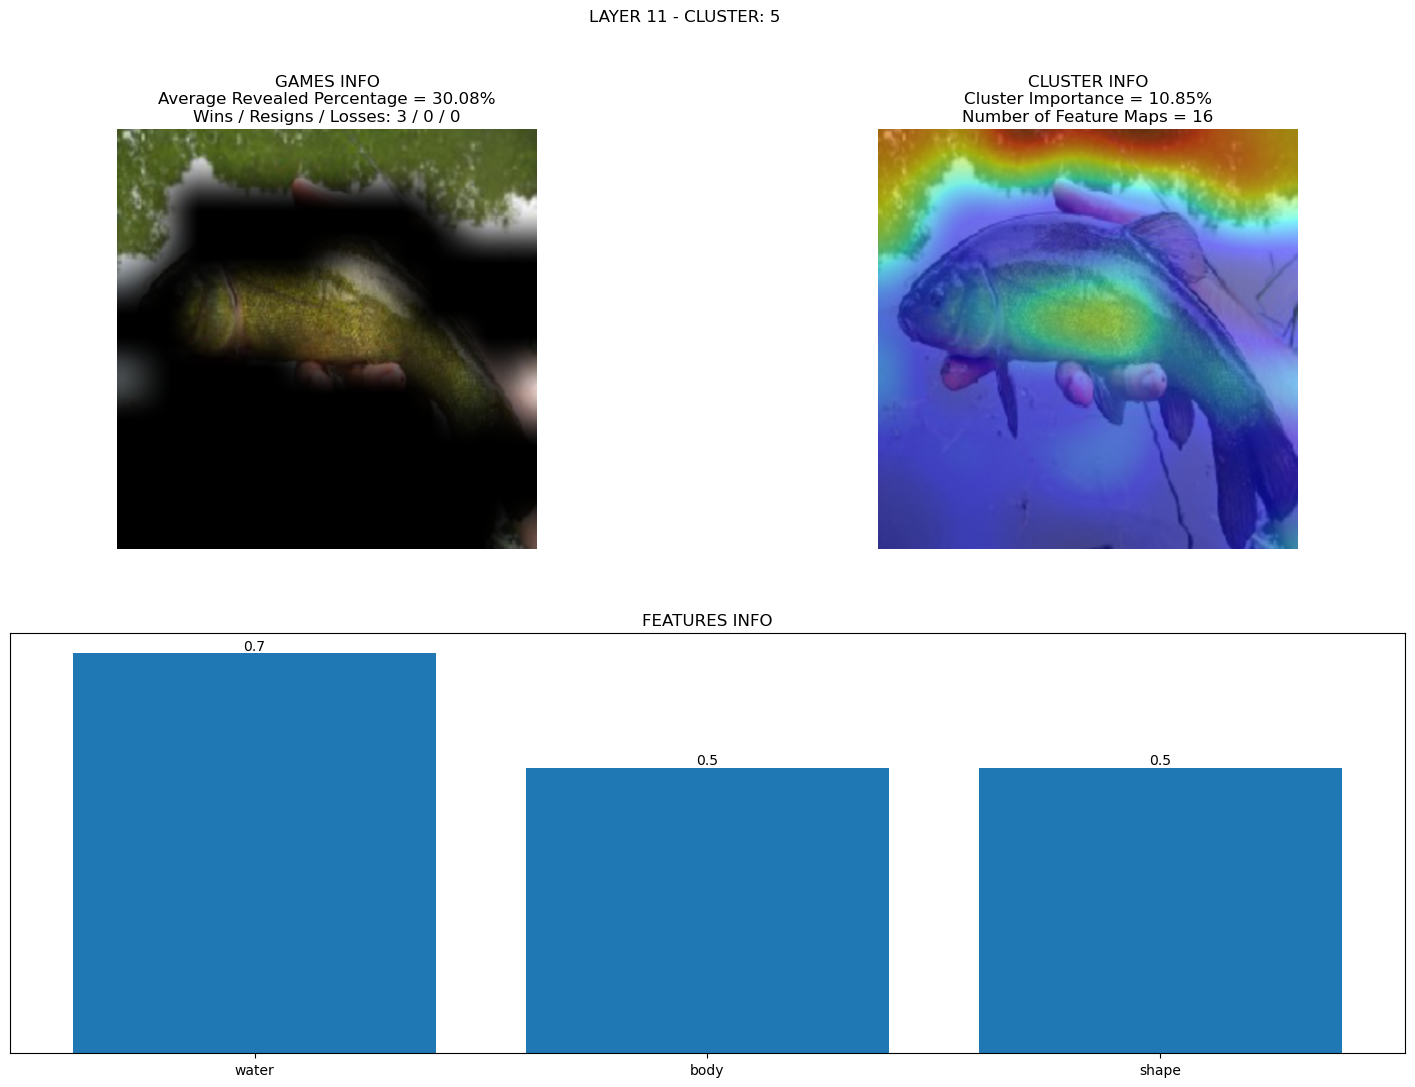 LAYER 11 - CLUSTER: 5
GAMES INFO
Average Revealed Percentage = 30.08%
Wins / Resigns / Losses: 3 / 0 / 0
CLUSTER INFO
Cluster Importance = 10.85%
Number of Feature Maps = 16
FEATURES INFO
0.7
0.5
0.5
water
body
shape